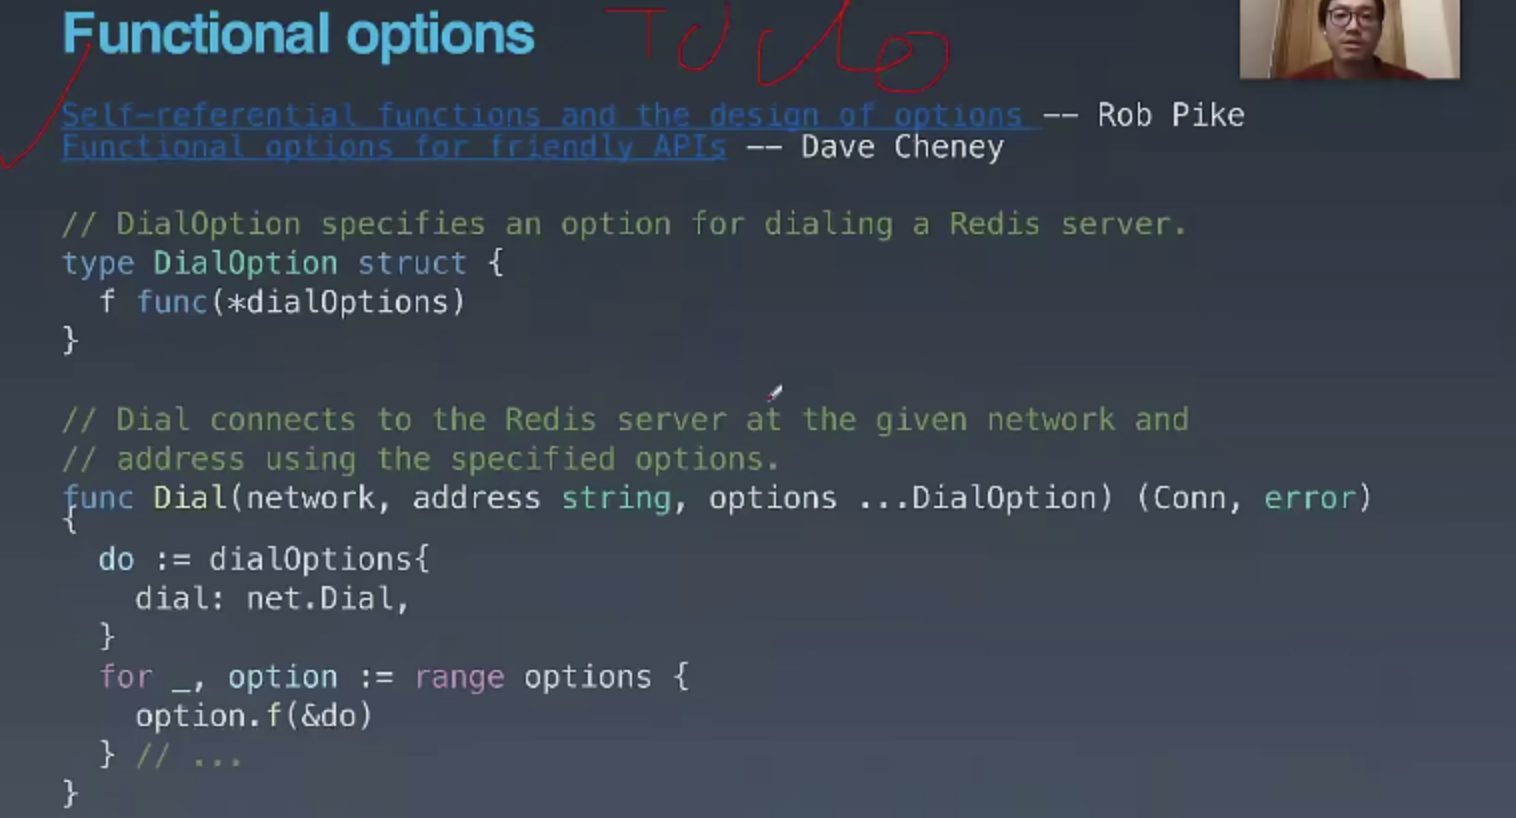 Functional options Todo
Self-referential functions and the design of options -- Rob Pike
Functional options for friendly APIs -- Dave Cheney
// DialOption specifies an option for dialing a Redis server.
type DialOption struct {
  f func(*dialOptions)
}
// Dial connects to the Redis server at the given network and
// address using the specified options.
func Dial(network, address string, options ...DialOption) (Conn, error)
{
  do := dialOptions{
    dial: net.Dial,
  }
  for _, option := range options {
    option.f(&do)
  } // ...
}